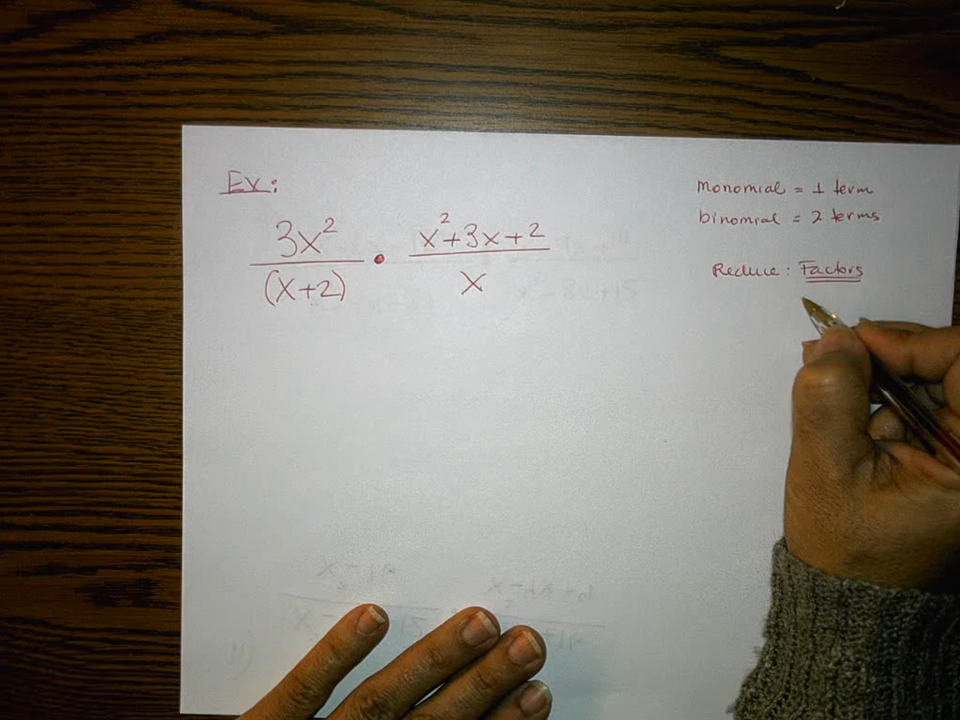 Ex:
3x² / (x+2) • x²+3x+2 / x
monomial = 1 term
binomial = 2 terms
Reduce: Factors